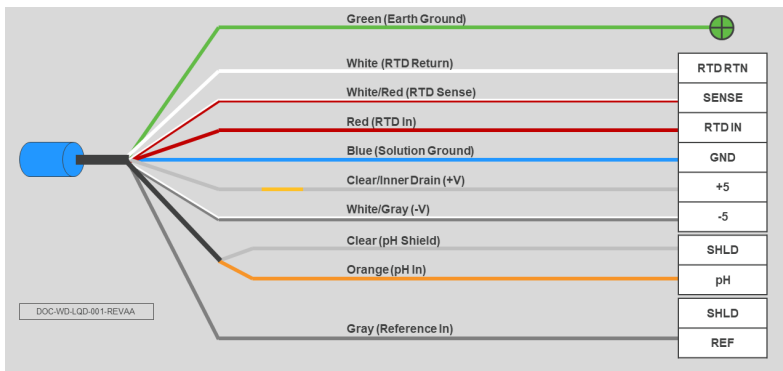 Green (Earth Ground)
White (RTD Return)
RTD RTN
White/Red (RTD Sense)
SENSE
Red (RTD In)
RTD IN
Blue (Solution Ground)
GND
Clear/Inner Drain (+V)
+5
White/Gray (-V)
-5
Clear (pH Shield)
SHLD
Orange (pH In)
pH
DOC-WD-LQD-001-REVAA
SHLD
Gray (Reference In)
REF